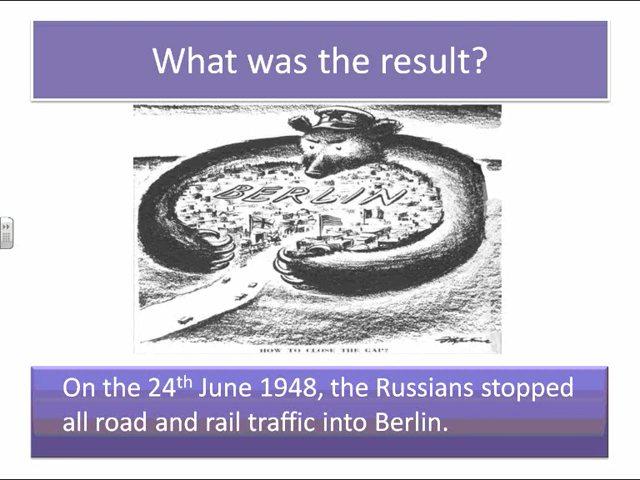 What was the result?
BERLIN
HOW TO CLOSE THE GAP?
On the 24th June 1948, the Russians stopped
all road and rail traffic into Berlin.